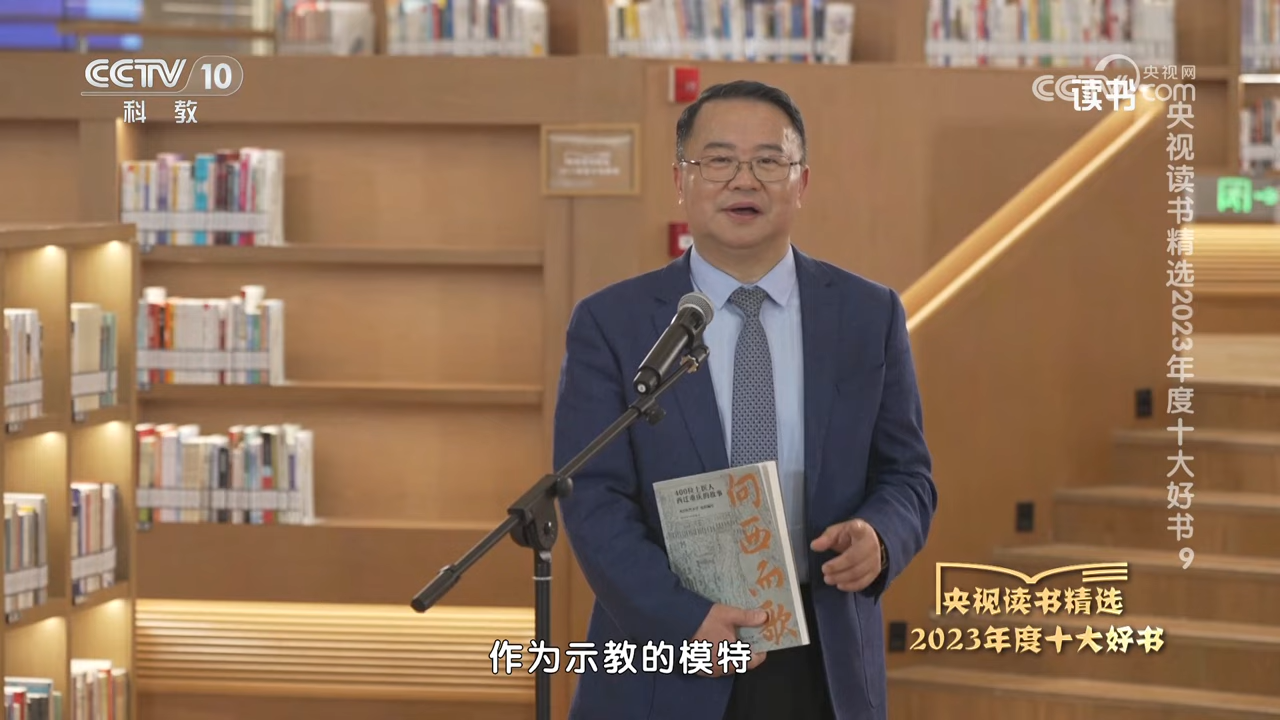 CCTV 10
科教
央视网
CCTV.com
读书
央视读书精选2023年度十大好书 9
400位上医人
西迁重庆的故事
向西而歌
央视读书精选
2023年度十大好书
作为示教的模特